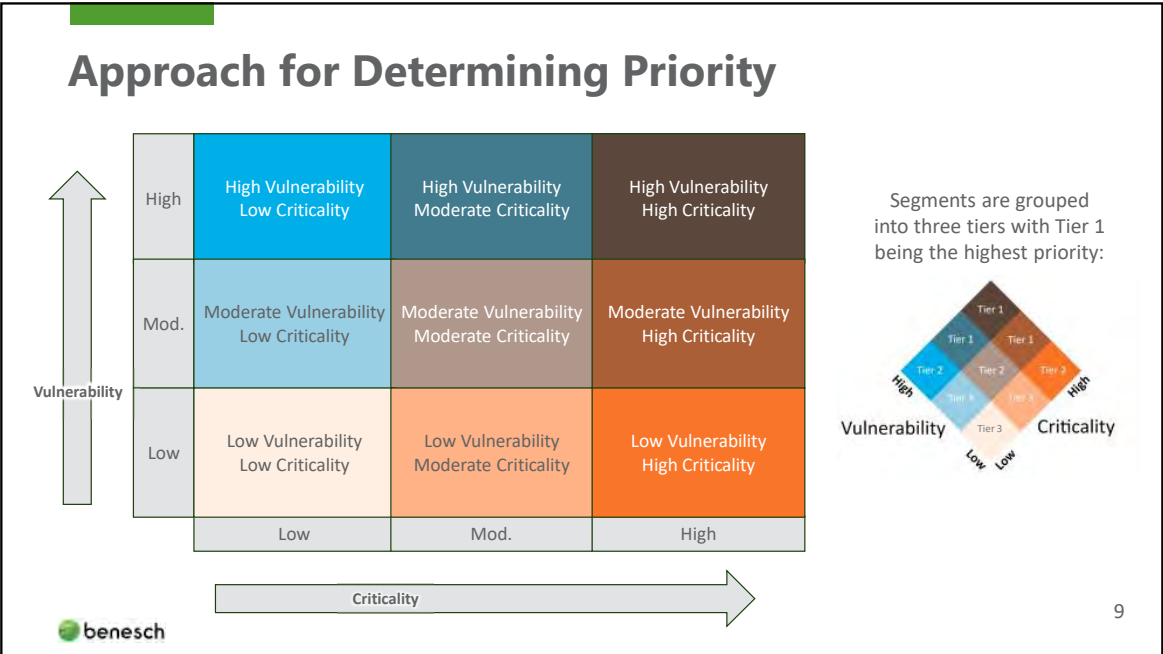 Approach for Determining Priority
High
High Vulnerability
Low Criticality
High Vulnerability
Moderate Criticality
High Vulnerability
High Criticality
Mod.
Moderate Vulnerability
Low Criticality
Moderate Vulnerability
Moderate Criticality
Moderate Vulnerability
High Criticality
Vulnerability
Low
Low Vulnerability
Low Criticality
Low Vulnerability
Moderate Criticality
Low Vulnerability
High Criticality
Low
Mod.
High
Criticality
Segments are grouped
into three tiers with Tier 1
being the highest priority:
Tier 1
Tier 1
Tier 1
Tier 2
Tier 2
Tier 2
High
High
Tier
Tier 3
Vulnerability
Tier 3
Criticality
Low
Low
benesch
9